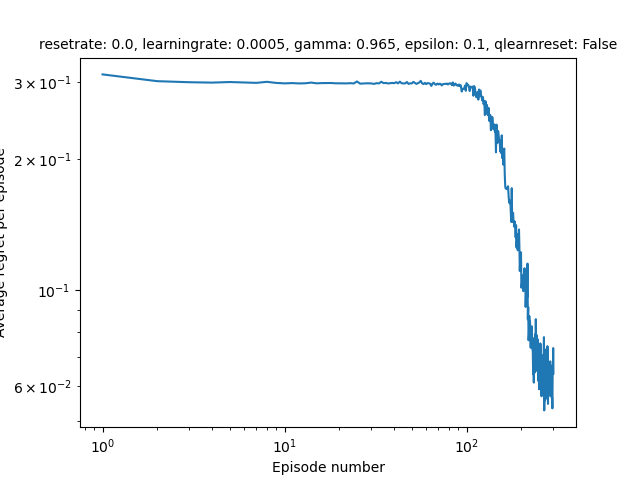 resetrate: 0.0, learningrate: 0.0005, gamma: 0.965, epsilon: 0.1, qlearnreset: False
Average regret per episode
3 × 10⁻¹
2 × 10⁻¹
10⁻¹
6 × 10⁻²
10⁰ 10¹ 10²
Episode number